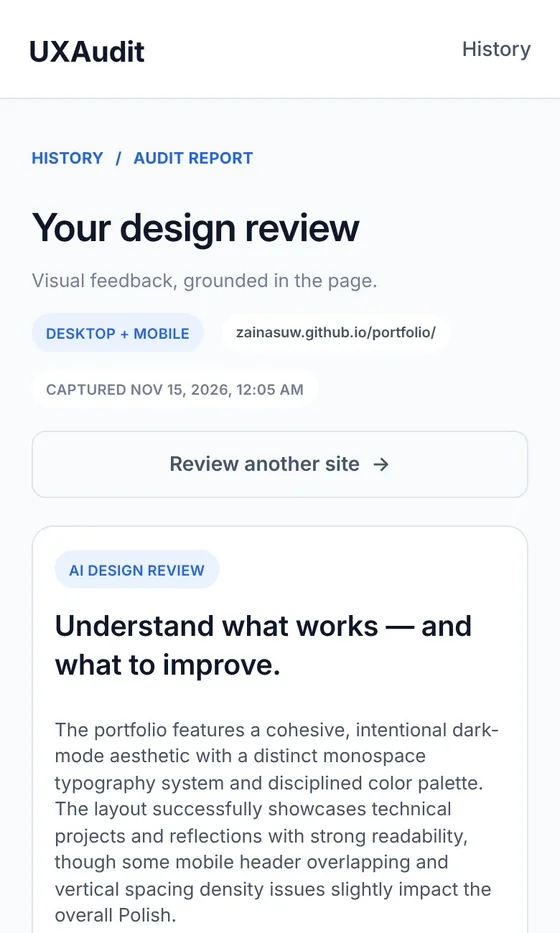 UXAudit
History
HISTORY / AUDIT REPORT
Your design review
Visual feedback, grounded in the page.
DESKTOP + MOBILE
zainasuw.github.io/portfolio/
CAPTURED NOV 15, 2026, 12:05 AM
Review another site →
AI DESIGN REVIEW
Understand what works — and
what to improve.
The portfolio features a cohesive, intentional dark-
mode aesthetic with a distinct monospace
typography system and disciplined color palette.
The layout successfully showcases technical
projects and reflections with strong readability,
though some mobile header overlapping and
vertical spacing density issues slightly impact the
overall Polish.